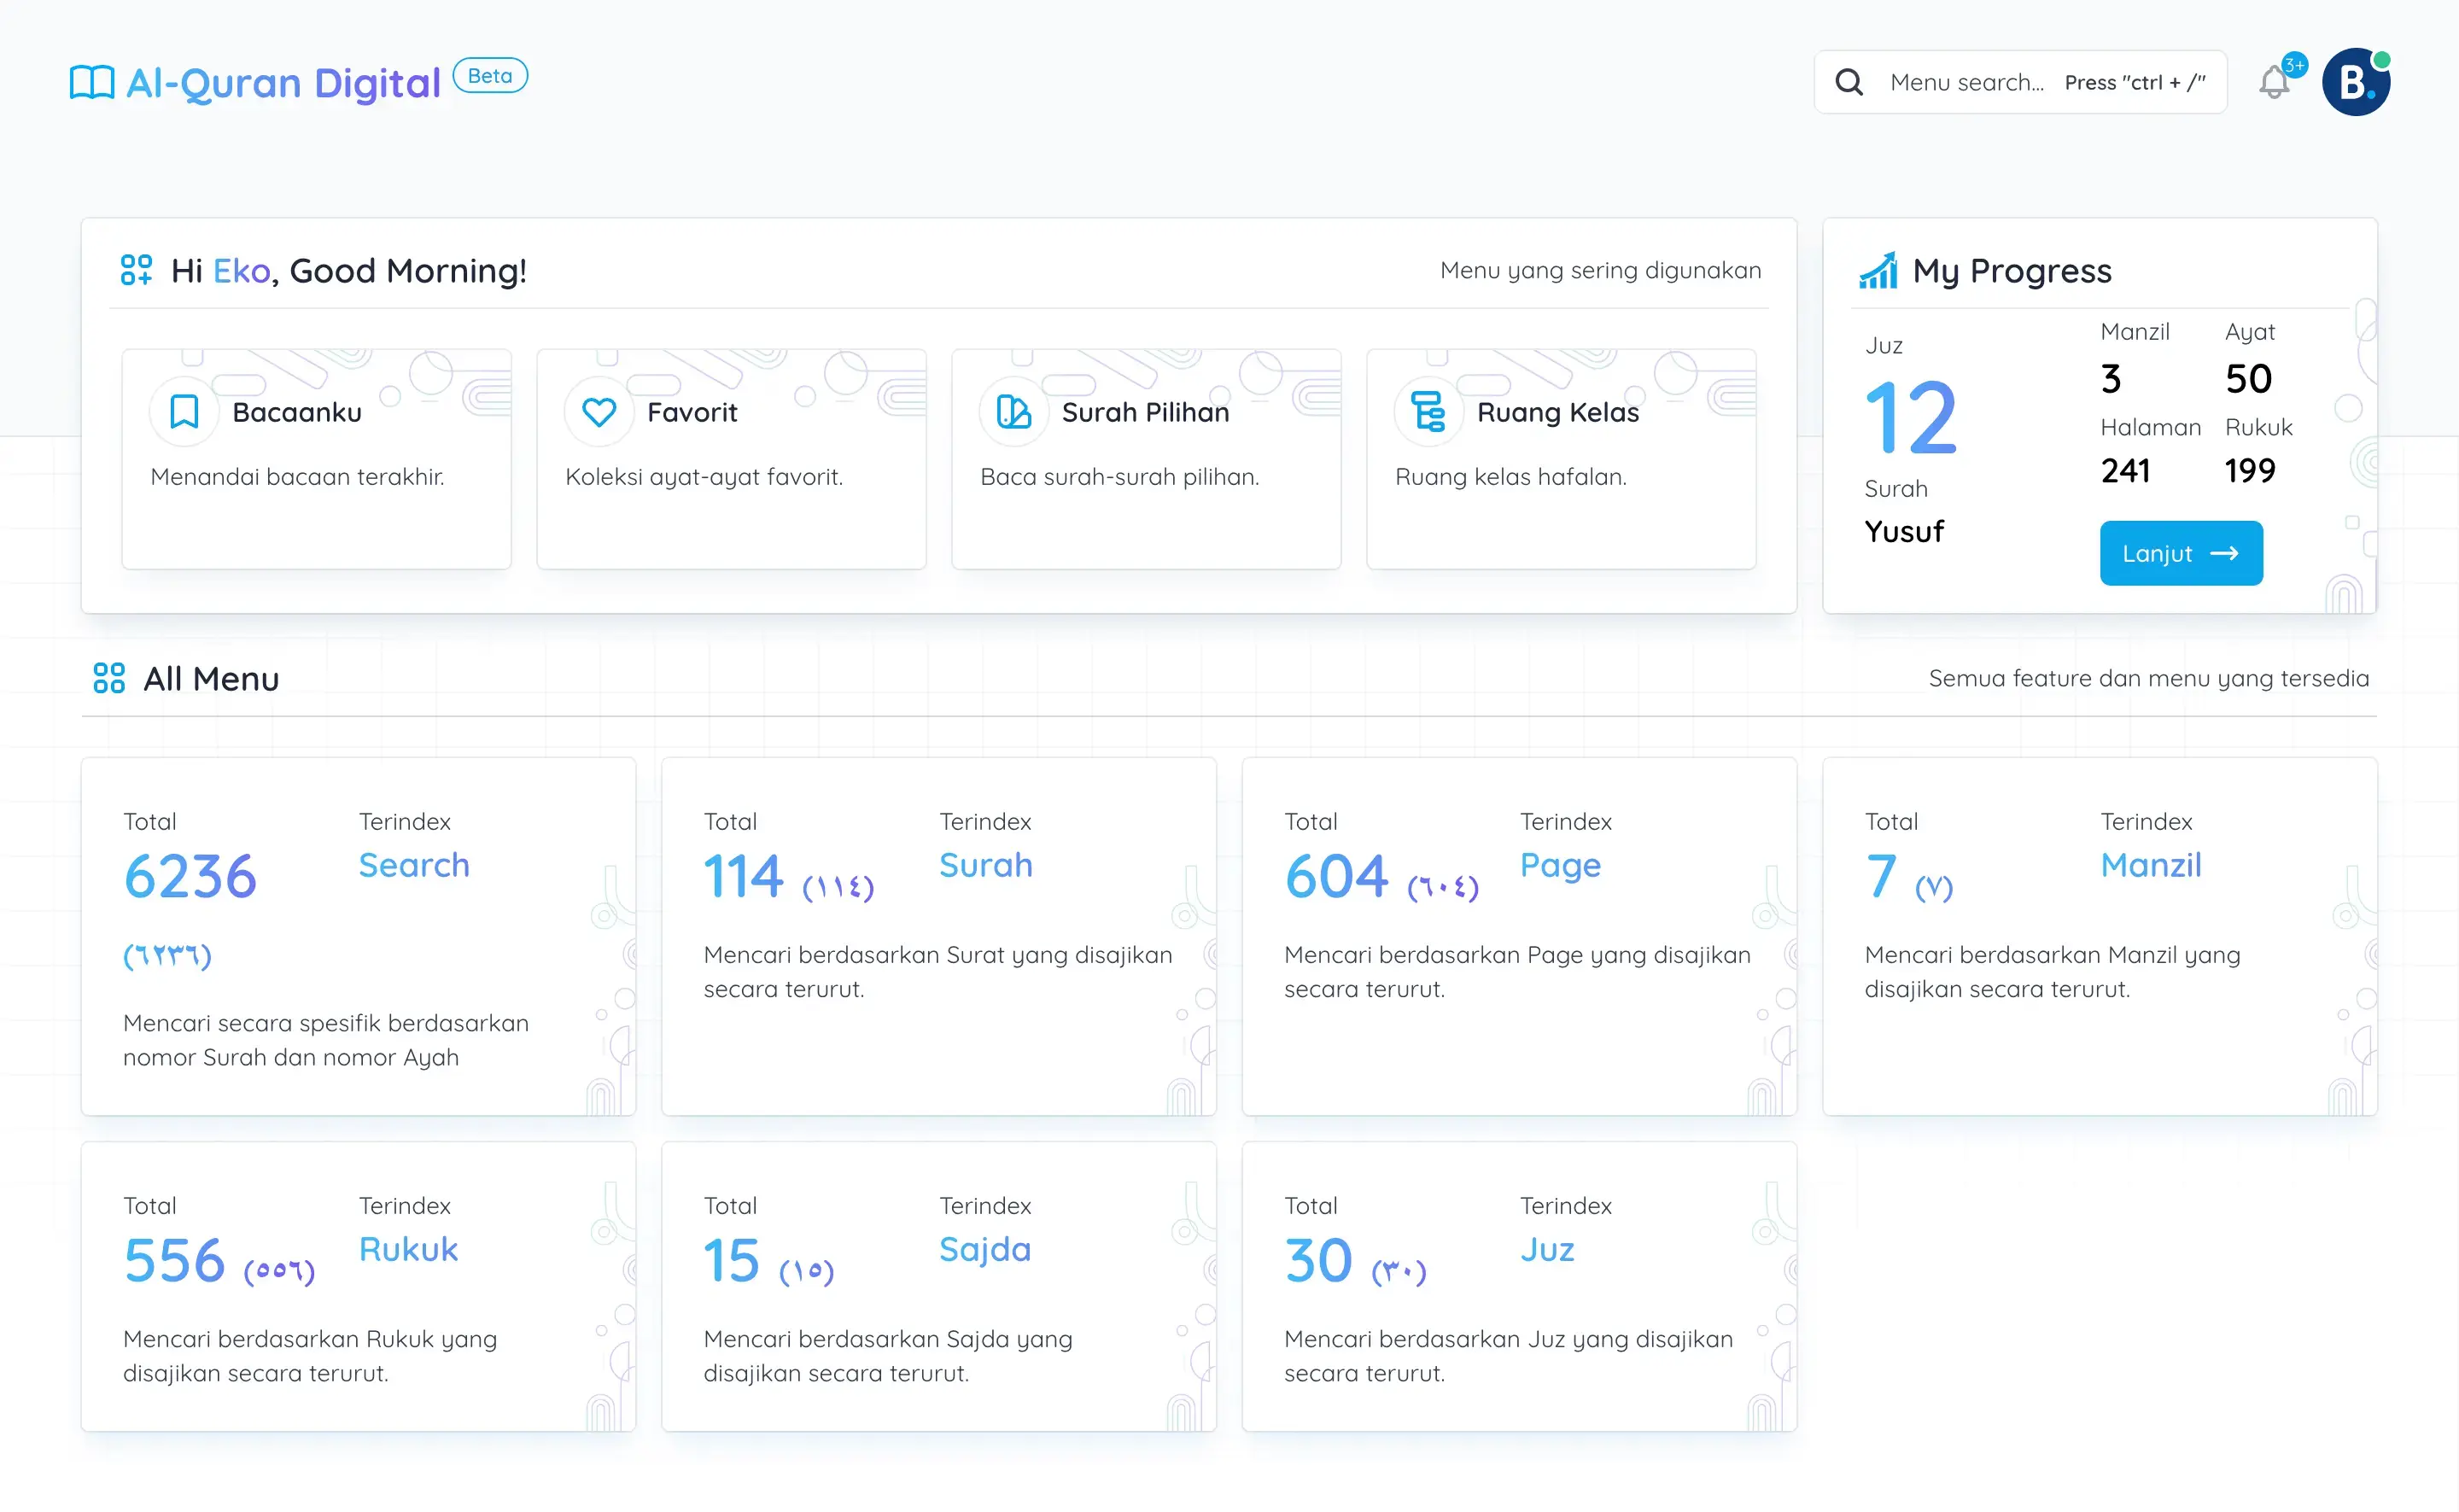 Al-Quran Digital Beta
Menu search... Press "ctrl + /"
3+
B.
Hi Eko, Good Morning!
Menu yang sering digunakan
Bacaanku
Menandai bacaan terakhir.
Favorit
Koleksi ayat-ayat favorit.
Surah Pilihan
Baca surah-surah pilihan.
Ruang Kelas
Ruang kelas hafalan.
My Progress
Juz
12
Surah
Yusuf
Manzil
3
Ayat
50
Halaman
241
Rukuk
199
Lanjut
All Menu
Semua feature dan menu yang tersedia
Total
6236
(٦٢٣٦)
Terindex
Search
Mencari secara spesifik berdasarkan
nomor Surah dan nomor Ayah
Total
114 (١١٤)
Terindex
Surah
Mencari berdasarkan Surat yang disajikan
secara terurut.
Total
604 (٦٠٤)
Terindex
Page
Mencari berdasarkan Page yang disajikan
secara terurut.
Total
7 (٧)
Terindex
Manzil
Mencari berdasarkan Manzil yang
disajikan secara terurut.
Total
556 (٥٥٦)
Terindex
Rukuk
Mencari berdasarkan Rukuk yang
disajikan secara terurut.
Total
15 (١٥)
Terindex
Sajda
Mencari berdasarkan Sajda yang
disajikan secara terurut.
Total
30 (٣٠)
Terindex
Juz
Mencari berdasarkan Juz yang disajikan
secara terurut.